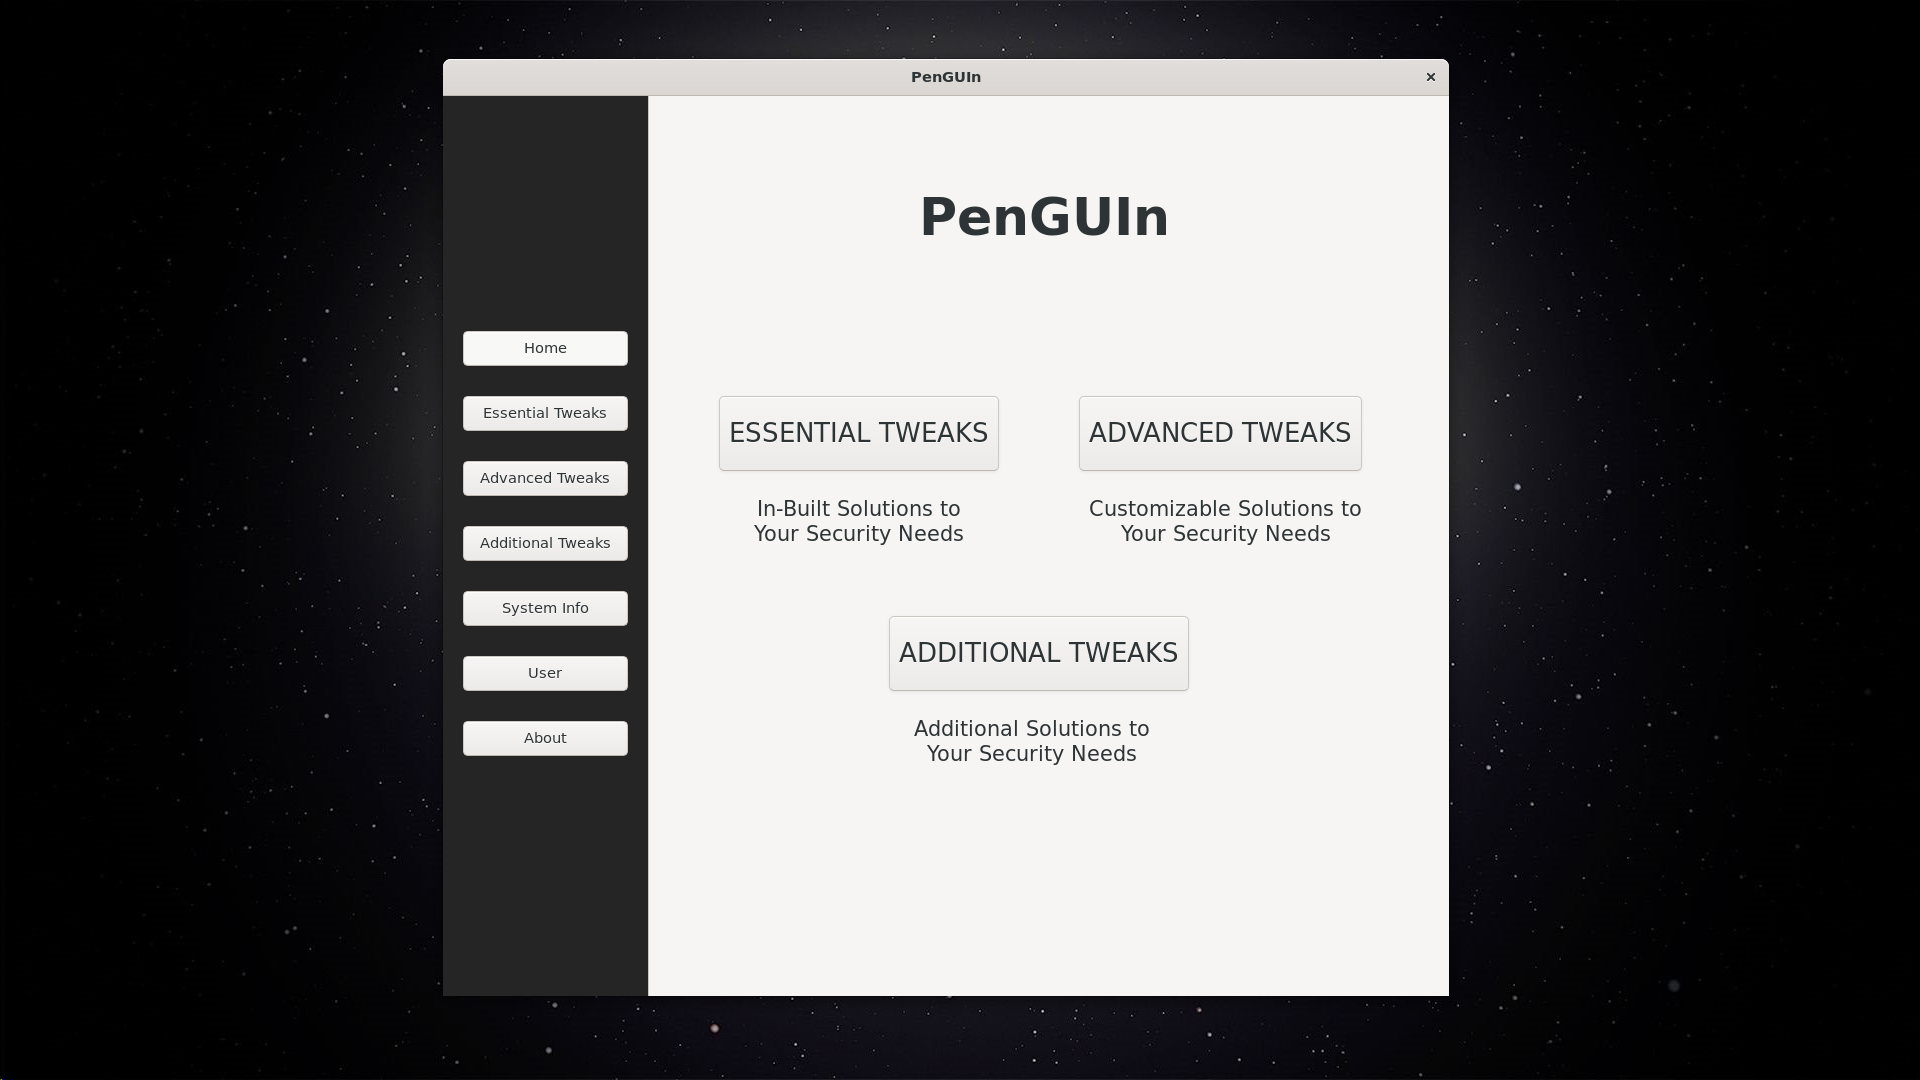 PenGUIn
×
PenGUIn
Home
Essential Tweaks
Advanced Tweaks
Additional Tweaks
System Info
User
About
ESSENTIAL TWEAKS
In-Built Solutions to
Your Security Needs
ADVANCED TWEAKS
Customizable Solutions to
Your Security Needs
ADDITIONAL TWEAKS
Additional Solutions to
Your Security Needs